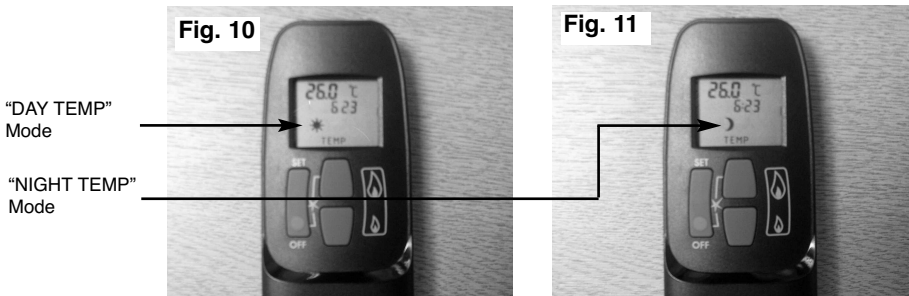 Fig. 10
26.0 ℃
6:23
TEMP
SET
OFF
Fig. 11
26.0 ℃
6:23
TEMP
SET
OFF
“DAY TEMP”
Mode
“NIGHT TEMP”
Mode